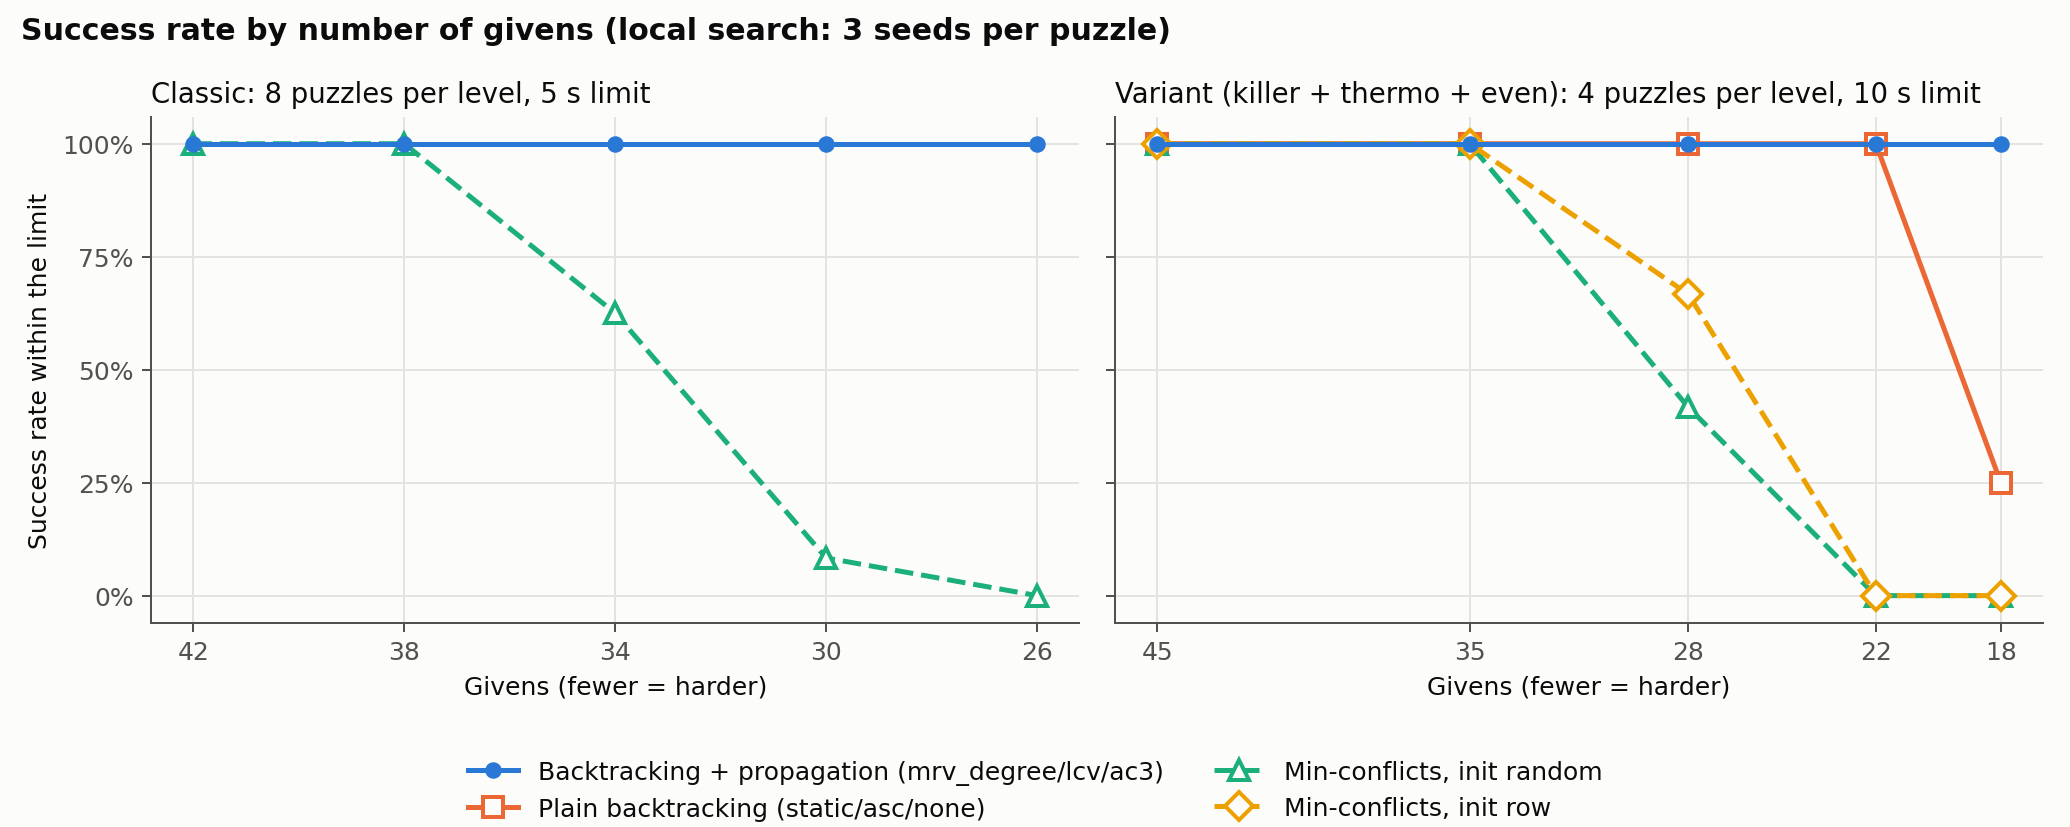 Success rate by number of givens (local search: 3 seeds per puzzle)
Classic: 8 puzzles per level, 5 s limit
Success rate within the limit
100%
75%
50%
25%
0%
42 38 34 30 26
Givens (fewer = harder)
Variant (killer + thermo + even): 4 puzzles per level, 10 s limit
45 35 28 22 18
Givens (fewer = harder)
Backtracking + propagation (mrv_degree/lcv/ac3)
Plain backtracking (static/asc/none)
Min-conflicts, init random
Min-conflicts, init row